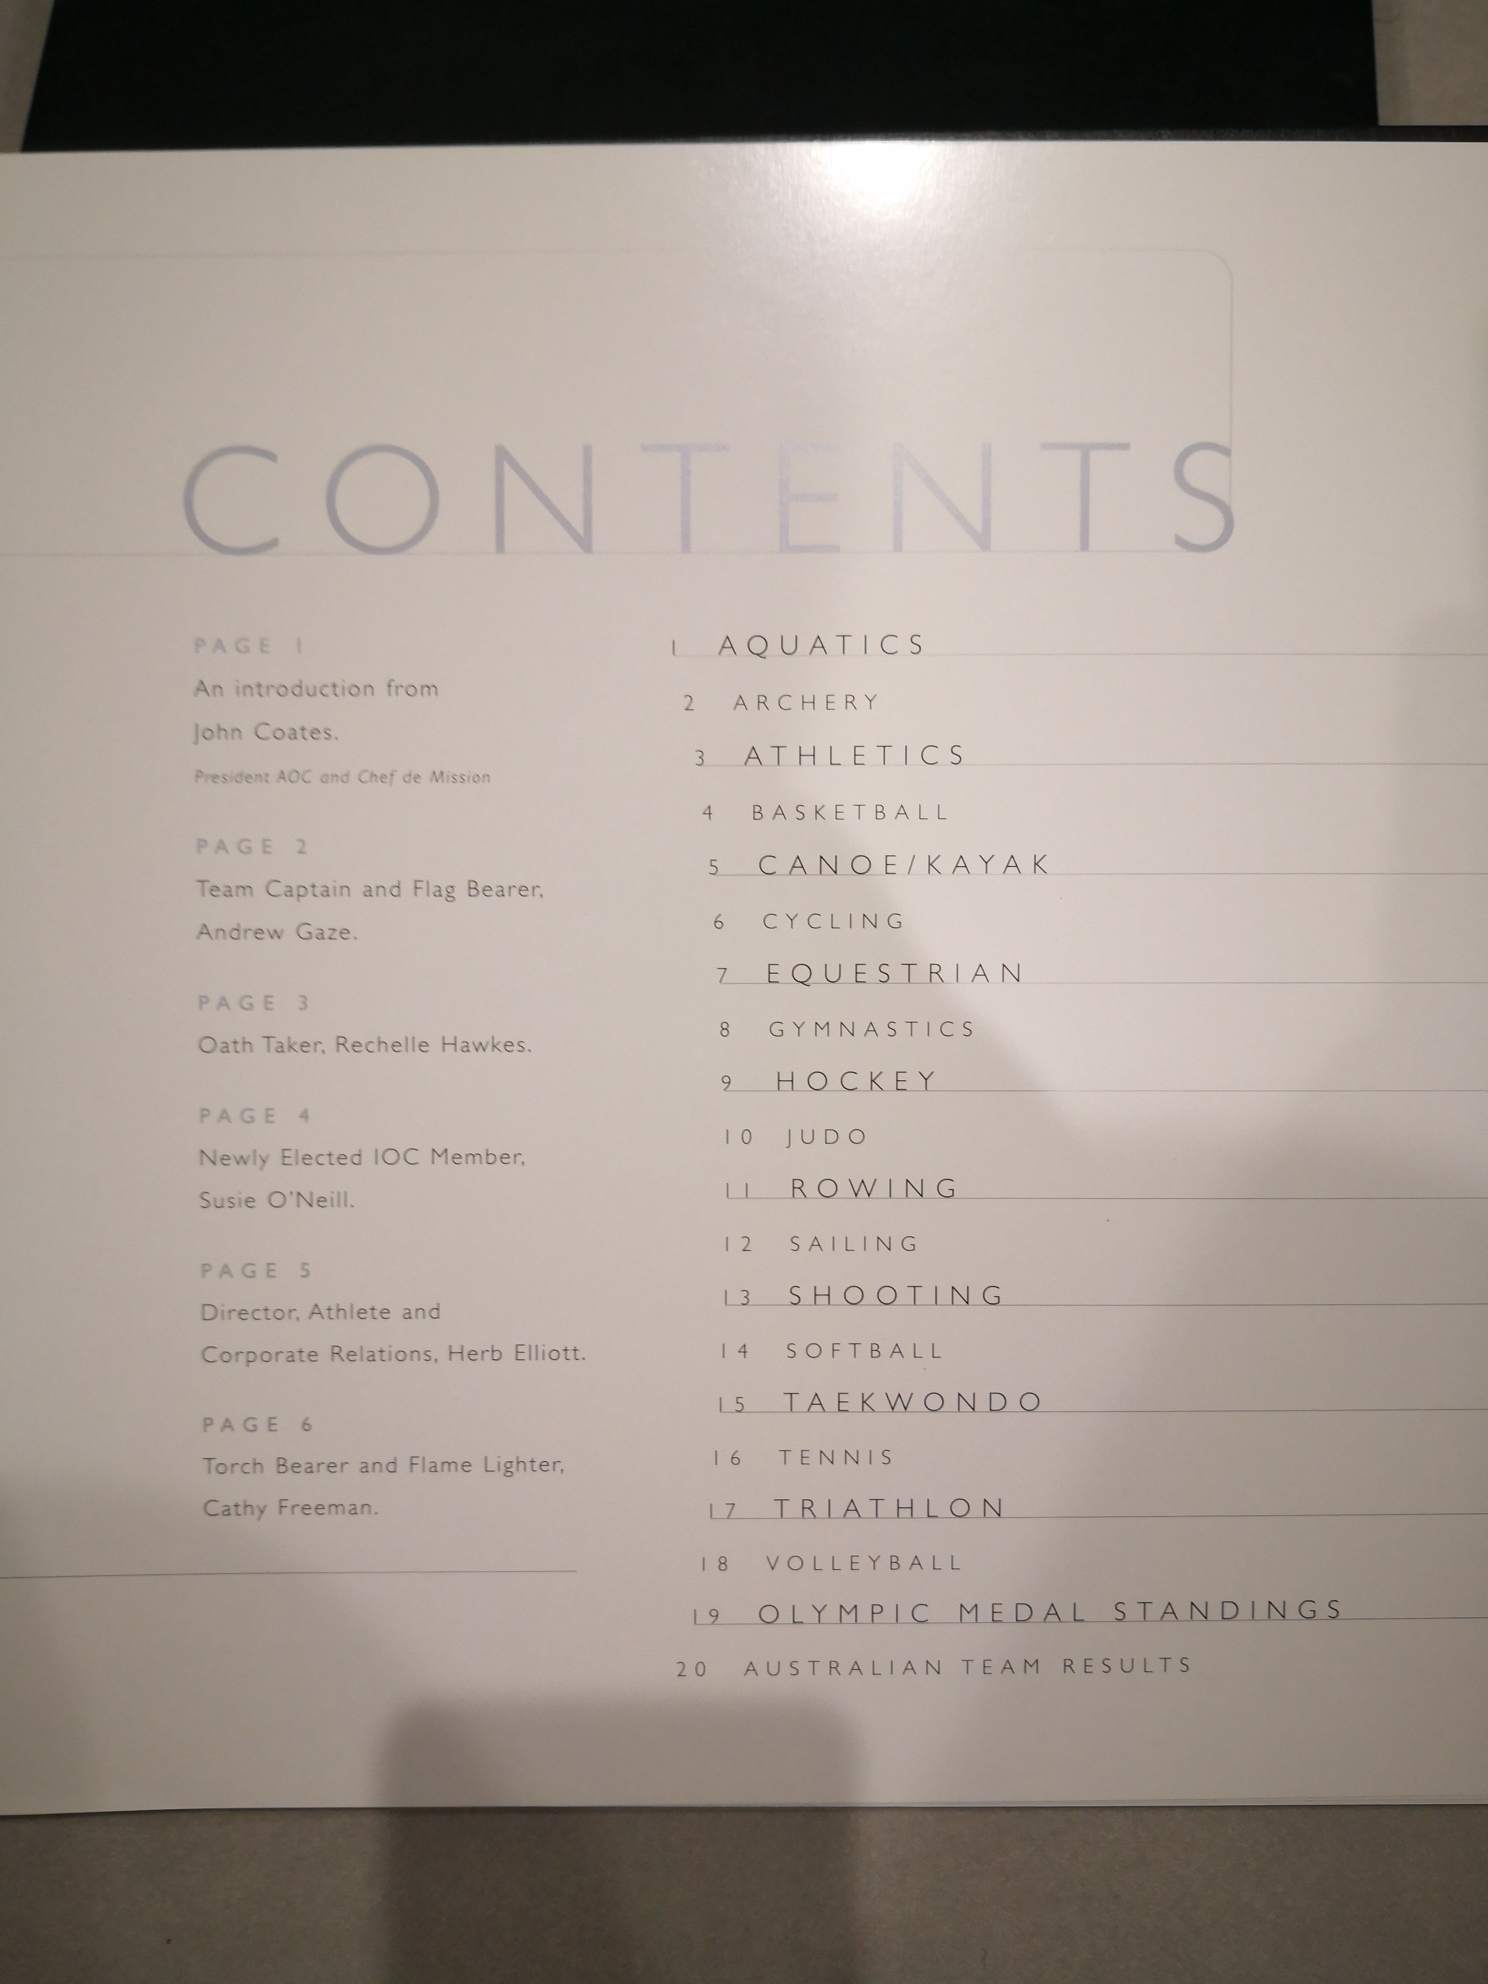 CONTENTS
PAGE 1
An introduction from
John Coates.
President AOC and Chef de Mission
PAGE 2
Team Captain and Flag Bearer,
Andrew Gaze.
PAGE 3
Oath Taker, Rechelle Hawkes.
PAGE 4
Newly Elected IOC Member,
Susie O'Neill.
PAGE 5
Director, Athlete and
Corporate Relations, Herb Elliott.
PAGE 6
Torch Bearer and Flame Lighter,
Cathy Freeman.
1 AQUATICS
2 ARCHERY
3 ATHLETICS
4 BASKETBALL
5 CANOE/KAYAK
6 CYCLING
7 EQUESTRIAN
8 GYMNASTICS
9 HOCKEY
10 JUDO
11 ROWING
12 SAILING
13 SHOOTING
14 SOFTBALL
15 TAEKWONDO
16 TENNIS
17 TRIATHLON
18 VOLLEYBALL
19 OLYMPIC MEDAL STANDINGS
20 AUSTRALIAN TEAM RESULTS